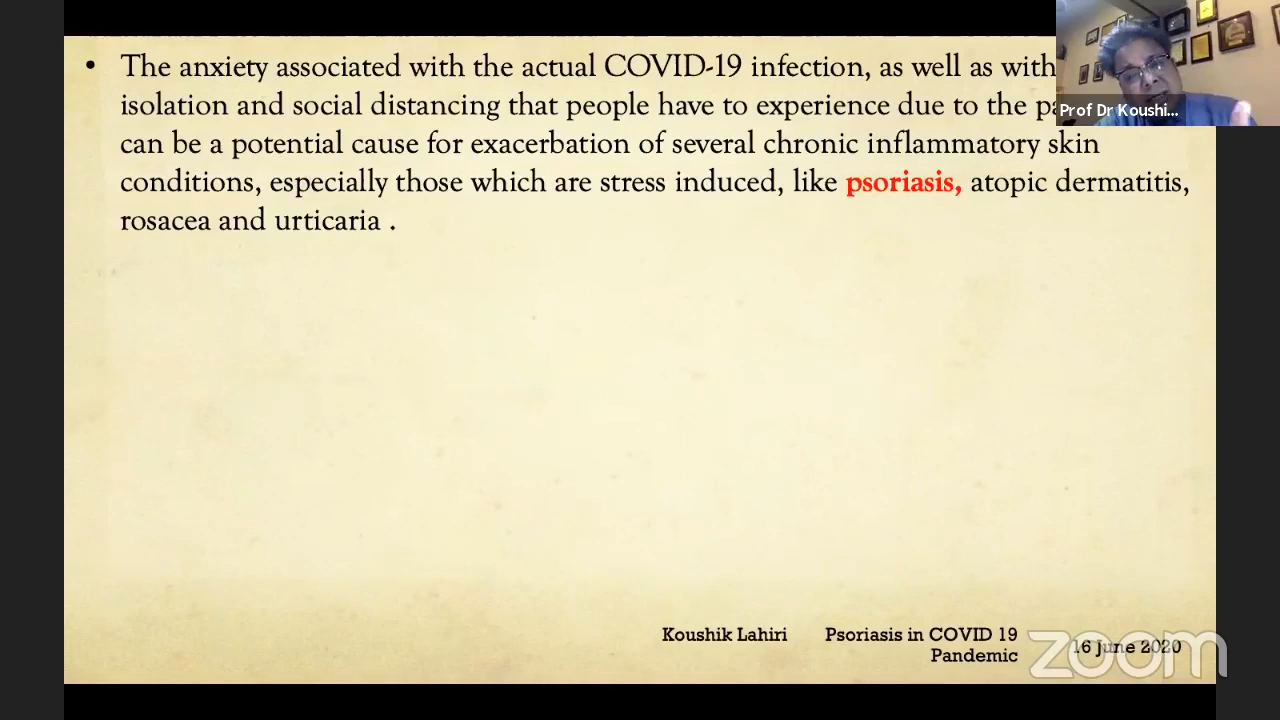 • The anxiety associated with the actual COVID-19 infection, as well as with
isolation and social distancing that people have to experience due to the
can be a potential cause for exacerbation of several chronic inflammatory skin
conditions, especially those which are stress induced, like psoriasis, atopic dermatitis,
rosacea and urticaria .
Prof Dr Koushi...
Koushik Lahiri
Psoriasis in COVID 19
Pandemic
16 June 2020
zoom